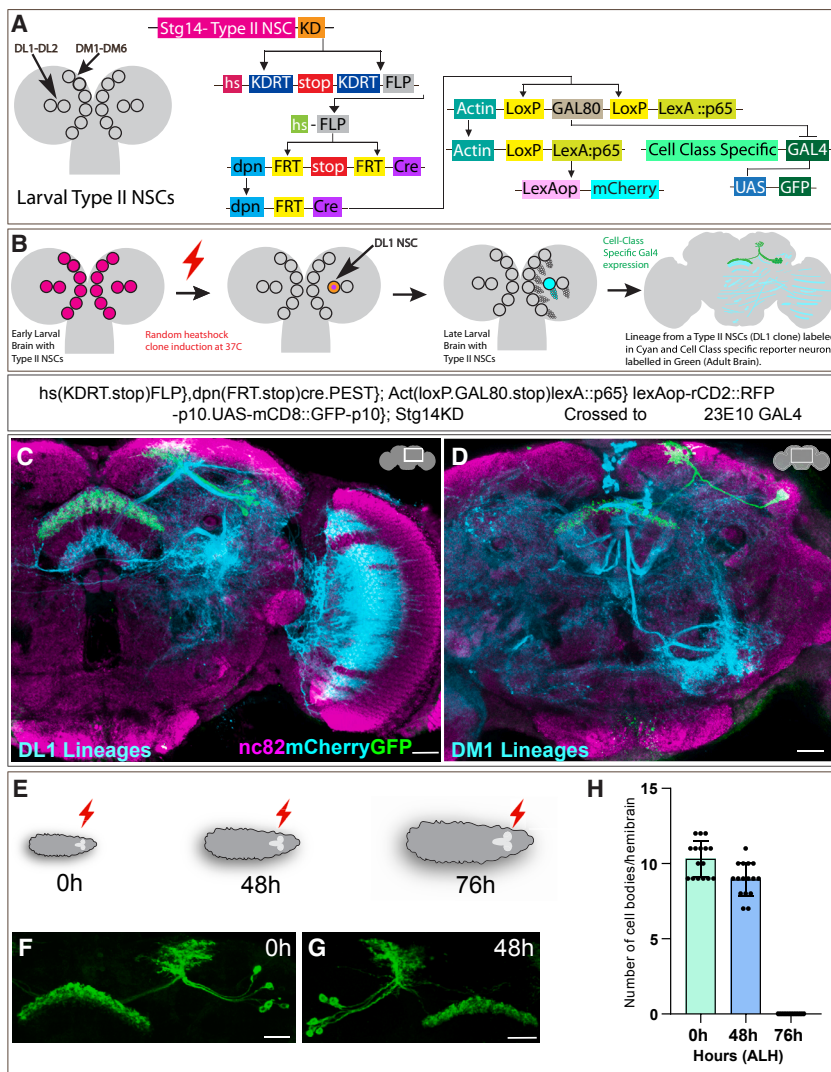 A
Stg14- Type II NSC KD
DL1-DL2
DM1-DM6
hs KDRT stop KDRT FLP
hs - FLP
dpn FRT stop FRT Cre
dpn FRT Cre
Larval Type II NSCs
Actin LoxP GAL80 LoxP LexA ::p65
Actin LoxP LexA:p65
Cell Class Specific GAL4
LexAop mCherry
UAS GFP
B
Early Larval
Brain with
Type II NSCs
Random heatshock
clone induction at 37C
DL1 NSC
Late Larval
Brain with
Type II NSCs
Cell-Class
Specific Gal4
expression
Lineage from a Type II NSCs (DL1 clone) labeled
in Cyan and Cell Class specific reporter neuron
labelled in Green (Adult Brain).
hs(KDRT.stop)FLP},dpn(FRT.stop)cre.PEST}; Act(loxP.GAL80.stop)lexA::p65} lexAop-rCD2::RFP
-p10.UAS-mCD8::GFP-p10}; Stg14KD Crossed to 23E10 GAL4
C
DL1 Lineages
nc82mCherryGFP
D
DM1 Lineages
E
0h
48h
76h
F
0h
G
48h
H
Number of cell bodies/hemibrain
15
10
5
0
0h 48h 76h
Hours (ALH)